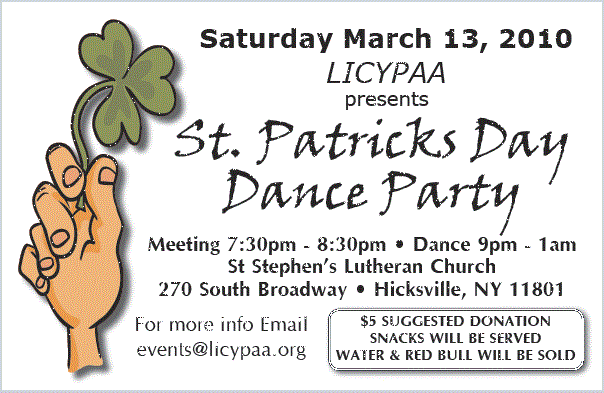 Saturday March 13, 2010
LICYPAA
presents
St. Patricks Day
Dance Party
Meeting 7:30pm - 8:30pm • Dance 9pm - 1am
St Stephen's Lutheran Church
270 South Broadway • Hicksville, NY 11801
For more info Email
events@licypaa.org
$5 SUGGESTED DONATION
SNACKS WILL BE SERVED
WATER & RED BULL WILL BE SOLD